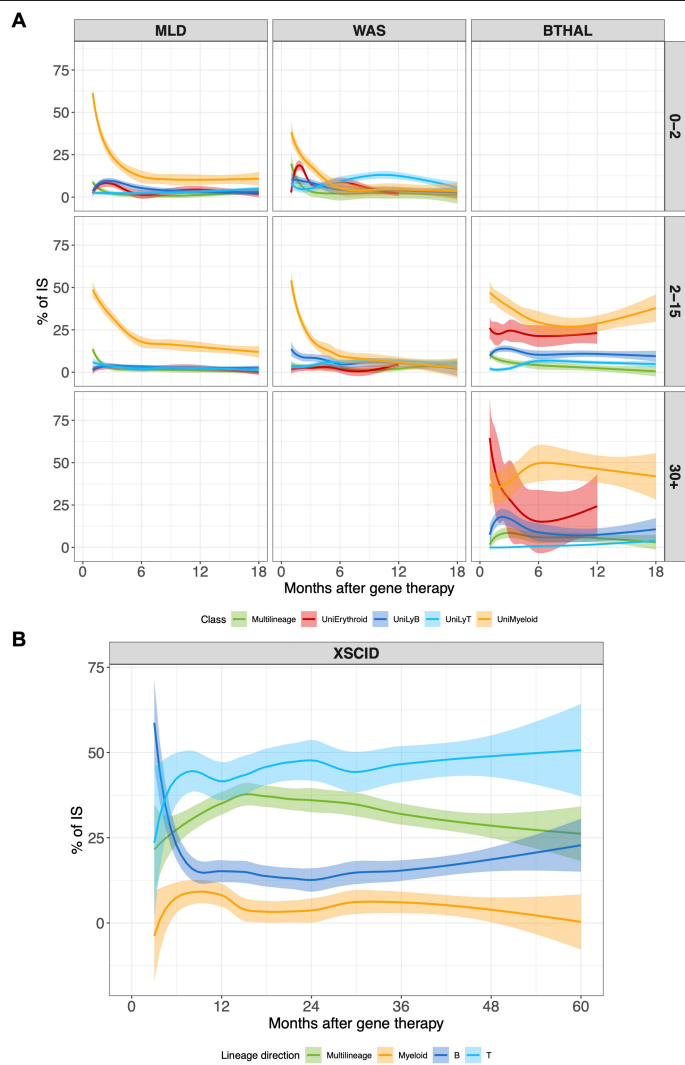 A
MLD WAS BTHAL
75
50
25
0
0−2
75
50
25
0
2−15
75
50
25
0
30+
% of IS
0 6 12 18 0 6 12 18 0 6 12 18
Months after gene therapy
Class Multilineage UniErythroid UniLyB UniLyT UniMyeloid
B
XSCID
75
50
25
0
% of IS
0 12 24 36 48 60
Months after gene therapy
Lineage direction Multilineage Myeloid B T